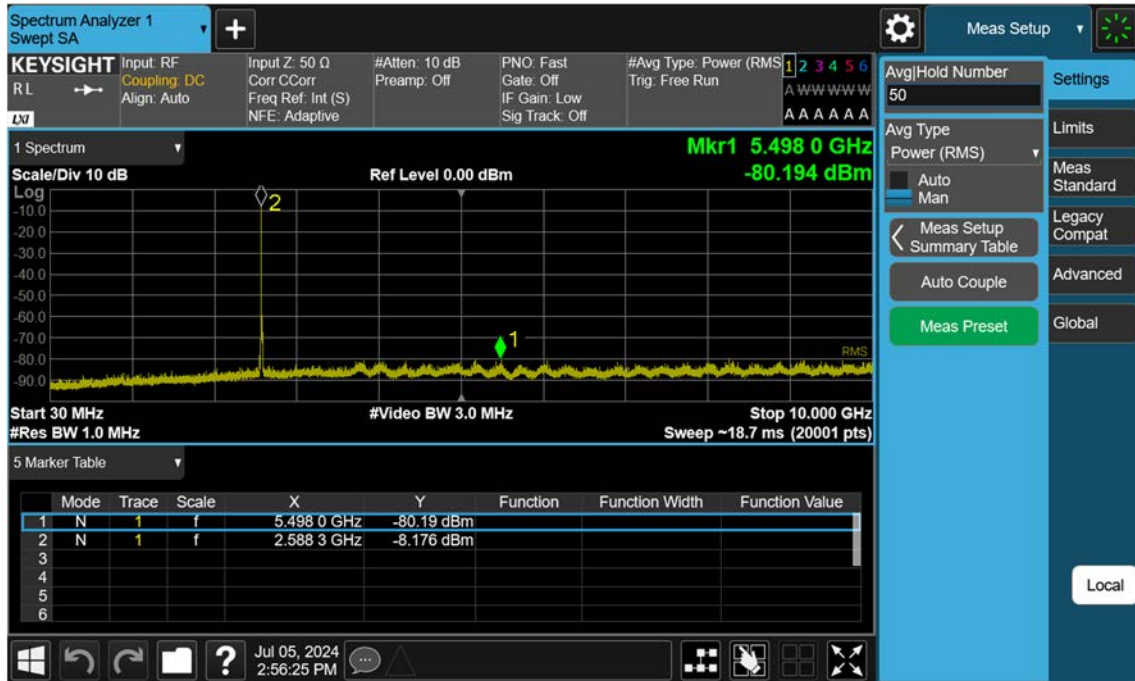 Spectrum Analyzer 1
Swept SA
+
Meas Setup
KEYSIGHT
RL
LXI
Input: RF
Coupling: DC
Align: Auto
Input Z: 50 Ω
Corr CCorr
Freq Ref: Int (S)
NFE: Adaptive
#Atten: 10 dB
Preamp: Off
PNO: Fast
Gate: Off
IF Gain: Low
Sig Track: Off
#Avg Type: Power (RMS
Trig: Free Run
1 2 3 4 5 6
A W W W W W
A A A A A A
1 Spectrum
Mkr1 5.498 0 GHz
Scale/Div 10 dB
Ref Level 0.00 dBm
-80.194 dBm
Log
-10.0
-20.0
-30.0
-40.0
-50.0
-60.0
-70.0
-80.0
-90.0
2
1
RMS
Start 30 MHz
#Video BW 3.0 MHz
Stop 10.000 GHz
#Res BW 1.0 MHz
Sweep ~18.7 ms (20001 pts)
5 Marker Table
Mode Trace Scale X Y Function Function Width Function Value
1 N 1 f 5.498 0 GHz -80.19 dBm
2 N 1 f 2.588 3 GHz -8.176 dBm
3
4
5
6
Avg|Hold Number
50
Avg Type
Power (RMS)
Auto
Man
Meas Setup
Summary Table
Auto Couple
Meas Preset
Settings
Limits
Meas
Standard
Legacy
Compat
Advanced
Global
Local
?
Jul 05, 2024
2:56:25 PM